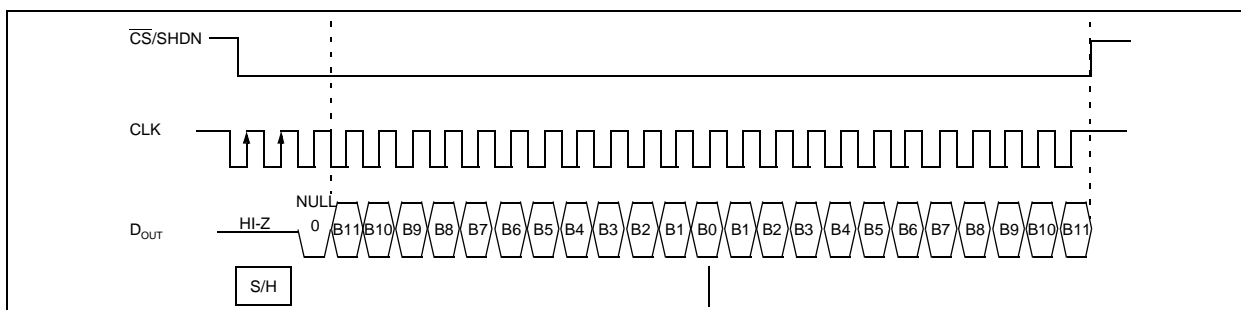 CS/SHDN
CLK
NULL
HI-Z
0
B11 B10 B9 B8 B7 B6 B5 B4 B3 B2 B1 B0 B1 B2 B3 B4 B5 B6 B7 B8 B9 B10 B11
DOUT
S/H